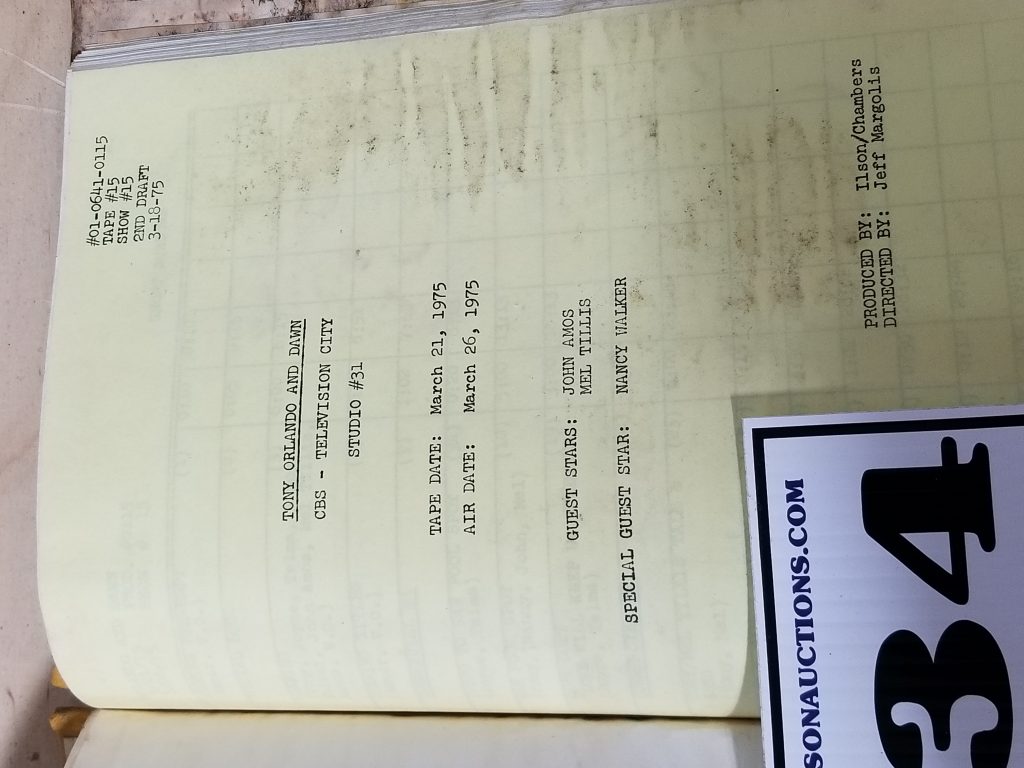 #01-0641-0115
TAPE #15
SHOW #15
2ND DRAFT
3-18-75
TONY ORLANDO AND DAWN
CBS - TELEVISION CITY
STUDIO #31
TAPE DATE: March 21, 1975
AIR DATE: March 26, 1975
GUEST STARS: JOHN AMOS
MEL TILLIS
SPECIAL GUEST STAR: NANCY WALKER
PRODUCED BY: Ilson/Chambers
DIRECTED BY: Jeff Margolis
SONAUCTIONS.COM
34